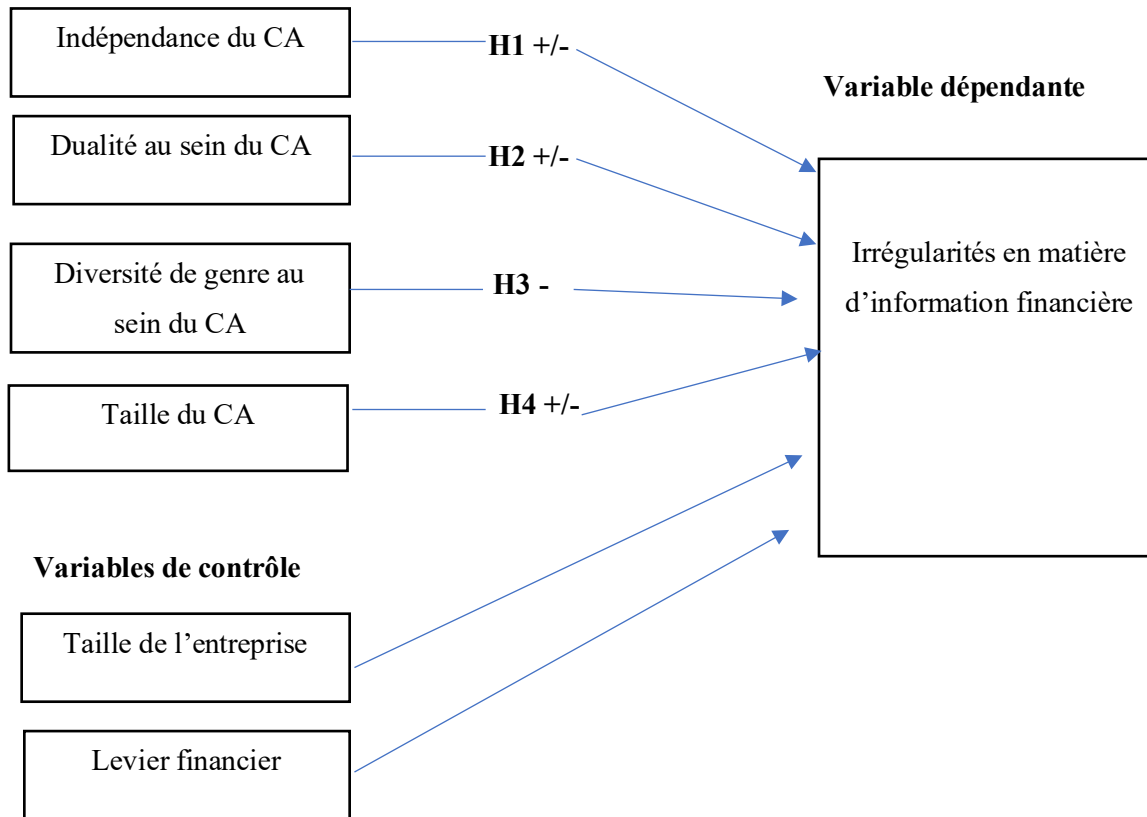 Indépendance du CA
H1 +/-
Variable dépendante
Dualité au sein du CA
H2 +/-
Diversité de genre au
sein du CA
H3 -
Taille du CA
H4 +/-
Irrégularités en matière
d’information financière
Variables de contrôle
Taille de l’entreprise
Levier financier